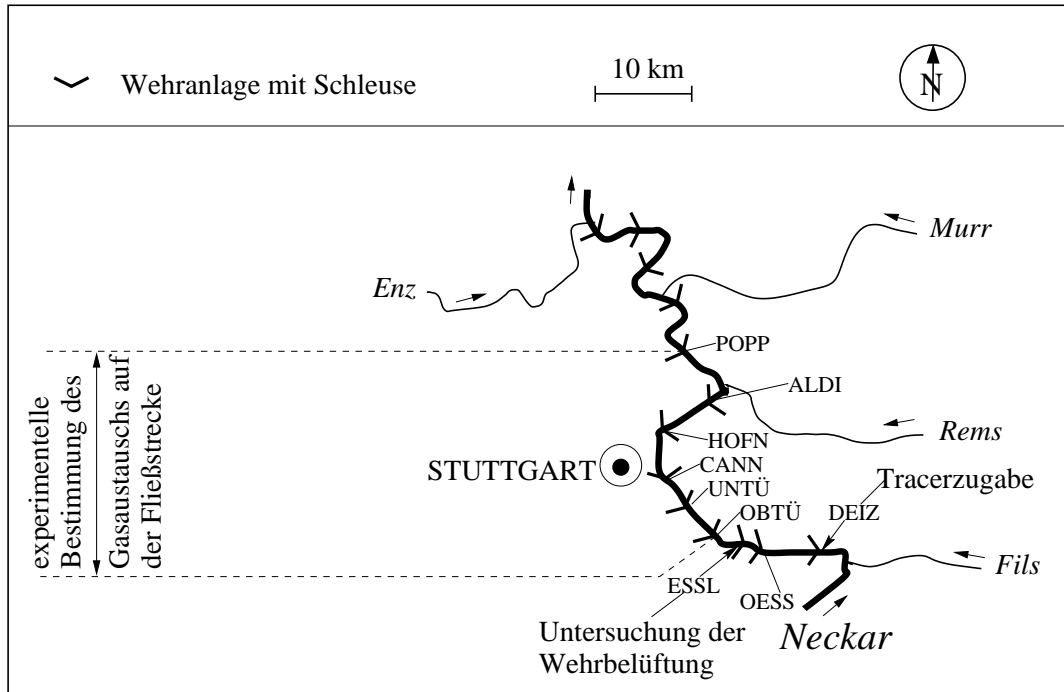 Wehranlage mit Schleuse
10 km
N
Murr
Enz
POPP
ALDI
Rems
HOFN
STUTTGART
CANN
UNTÜ
Tracerzugabe
OBTÜ
DEIZ
ESSL
OESS
Fils
Neckar
Untersuchung der
Wehrbelüftung
experimentelle
Bestimmung des
Gasaustauschs auf
der Fließstrecke